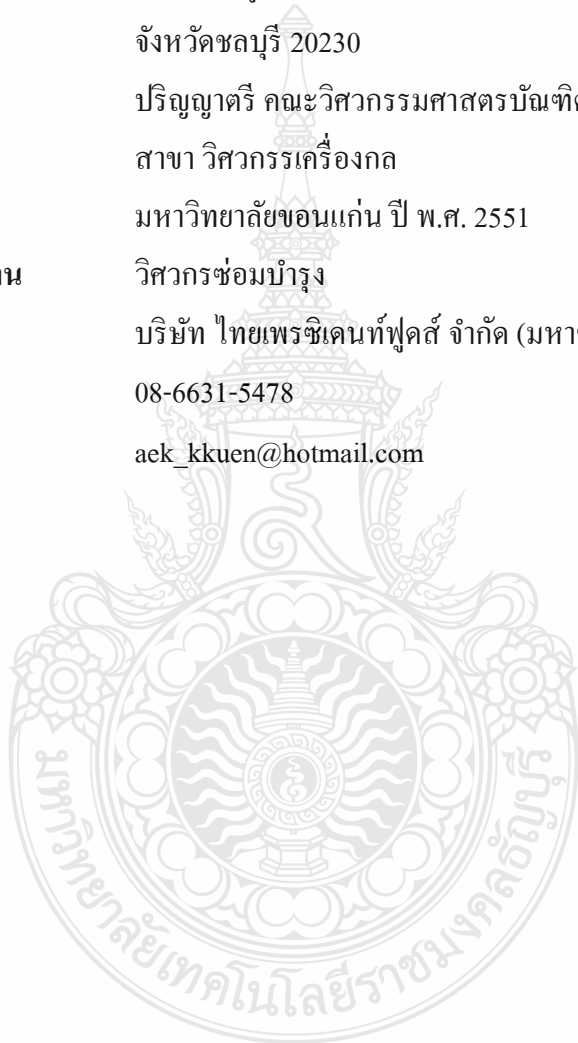 จังหวัดชลบุรี 20230
ปริญญาตรี คณะวิศวกรรมศาสตรบัณฑิต
สาขา วิศวกรรเครื่องกล
มหาวิทยาลัยขอนแก่น ปี พ.ศ. 2551
วิศวกรซ่อมบำรุง
บริษัท ไทยเพรซิเดนท์ฟูดส์ จำกัด
08-6631-5478
aek_kkuen@hotmail.com
มหาวิทยาลัยเทคโนโลยีราชมงคลธัญบุรี